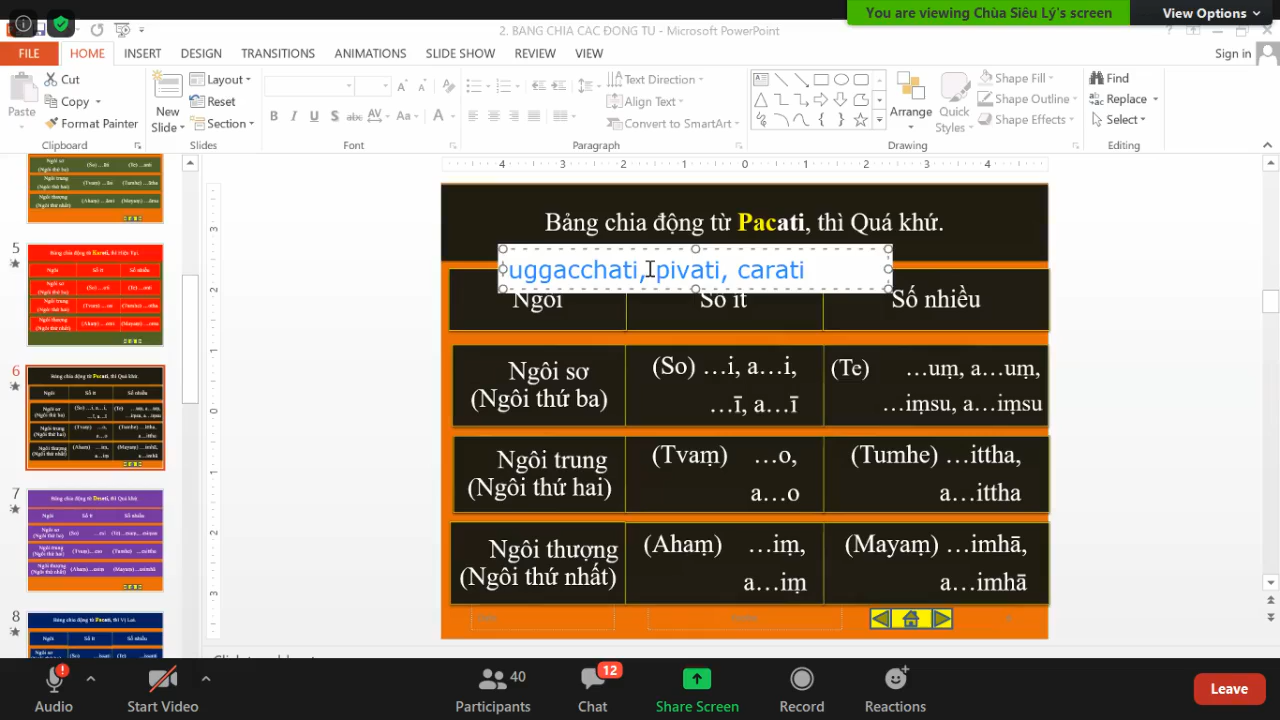 You are viewing Chùa Siêu Lý's screen
View Options
2. BANG CHIA CAC ĐONG TU - Microsoft PowerPoint
FILE HOME INSERT DESIGN TRANSITIONS ANIMATIONS SLIDE SHOW REVIEW VIEW
Sign in
Cut
Copy
Format Painter
Paste
Clipboard
New
Slide
Layout
Reset
Section
Slides
Font
Text Direction
Align Text
Convert to SmartArt
Paragraph
Arrange
Quick
Styles
Shape Fill
Shape Outline
Shape Effects
Drawing
Find
Replace
Select
Editing
5
6
7
8
Bảng chia động từ Pacati, thì Quá khứ.
uggacchati, pivati, carati
Ngôi Số ít Số nhiều
Ngôi sơ
(Ngôi thứ ba)
(So) …i, a…i,
…ī, a…ī
(Te) …uṃ, a…uṃ,
…iṃsu, a…iṃsu
Ngôi trung
(Ngôi thứ hai)
(Tvaṃ) …o,
a…o
(Tumhe) …ittha,
a…ittha
Ngôi thượng
(Ngôi thứ nhất)
(Ahaṃ) …iṃ,
a…iṃ
(Mayaṃ) …imhā,
a…imhā
Audio
Start Video
Participants
40
Chat
12
Share Screen
Record
Reactions
Leave